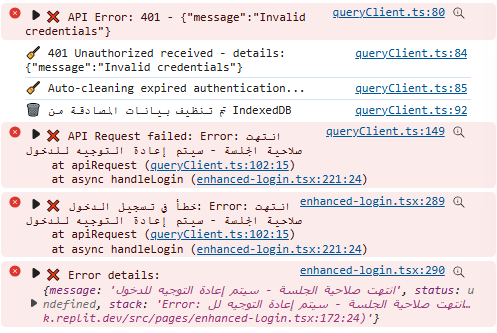 ❌ API Error: 401 - {"message":"Invalid queryClient.ts:80
credentials"}
🧹 401 Unauthorized received - details: queryClient.ts:84
{"message":"Invalid credentials"}
🧹 Auto-cleaning expired authentication... queryClient.ts:85
🗑️ تم تنظيف بيانات المصادقة من IndexedDB queryClient.ts:92
❌ API Request failed: Error: انتهت queryClient.ts:149
صلاحية الجلسة - سيتم إعادة التوجيه للدخول
at apiRequest (queryClient.ts:102:15)
at async handleLogin (enhanced-login.tsx:221:24)
❌ خطأ في تسجيل الدخول: Error: انتهت enhanced-login.tsx:289
صلاحية الجلسة - سيتم إعادة التوجيه للدخول
at apiRequest (queryClient.ts:102:15)
at async handleLogin (enhanced-login.tsx:221:24)
❌ Error details: enhanced-login.tsx:290
{message: 'انتهت صلاحية الجلسة - سيتم إعادة التوجيه للدخول', status: un
defined, stack: 'Error: انتهت صلاحية الجلسة - سيتم إعادة التوجيه لل…
k.replit.dev/src/pages/enhanced-login.tsx:172:24)'}